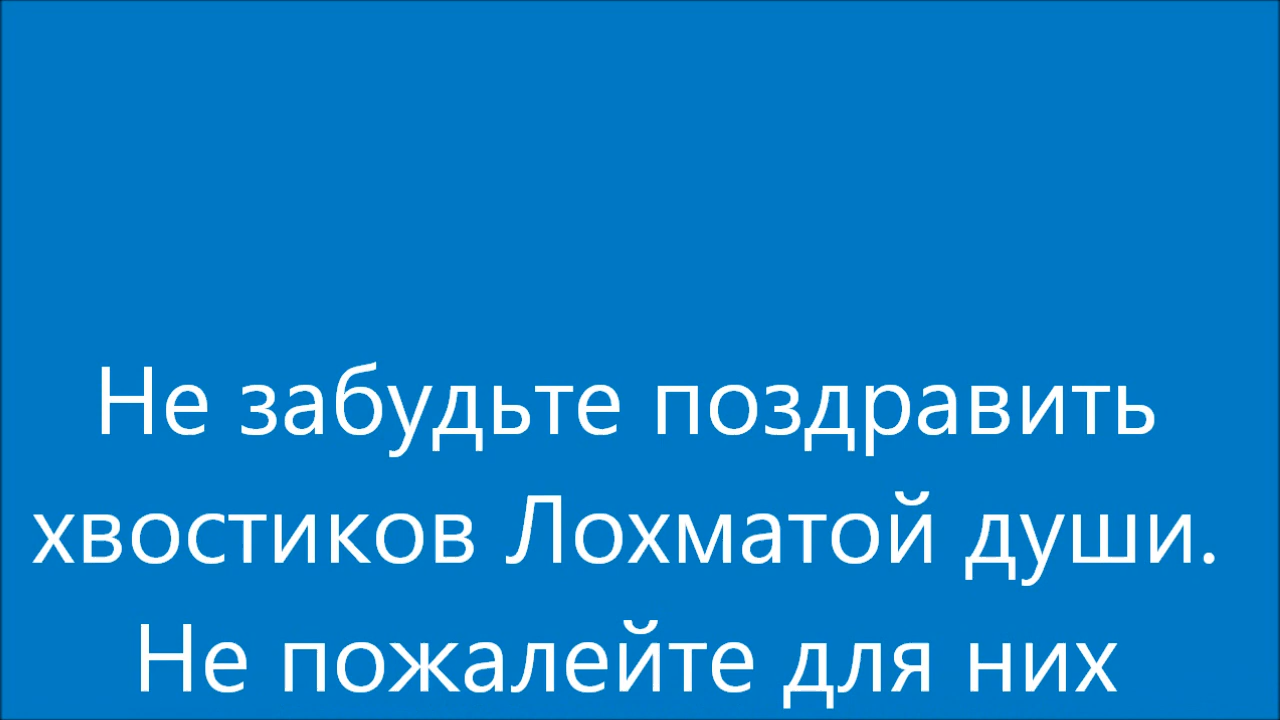 Не забудьте поздравить
хвостиков Лохматой души.
Не пожалейте для них